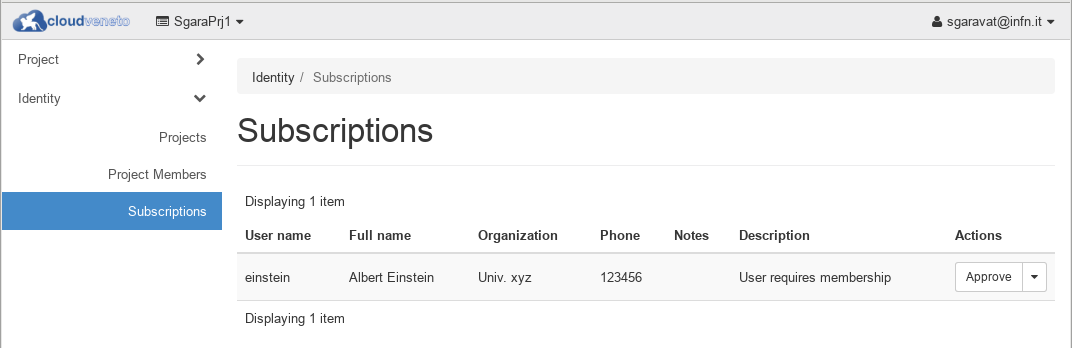 cloudveneto SgaraPrj1 sgaravat@infn.it
Project
Identity
Projects
Project Members
Subscriptions
Identity / Subscriptions
Subscriptions
Displaying 1 item
User name Full name Organization Phone Notes Description Actions
einstein Albert Einstein Univ. xyz 123456 User requires membership Approve
Displaying 1 item